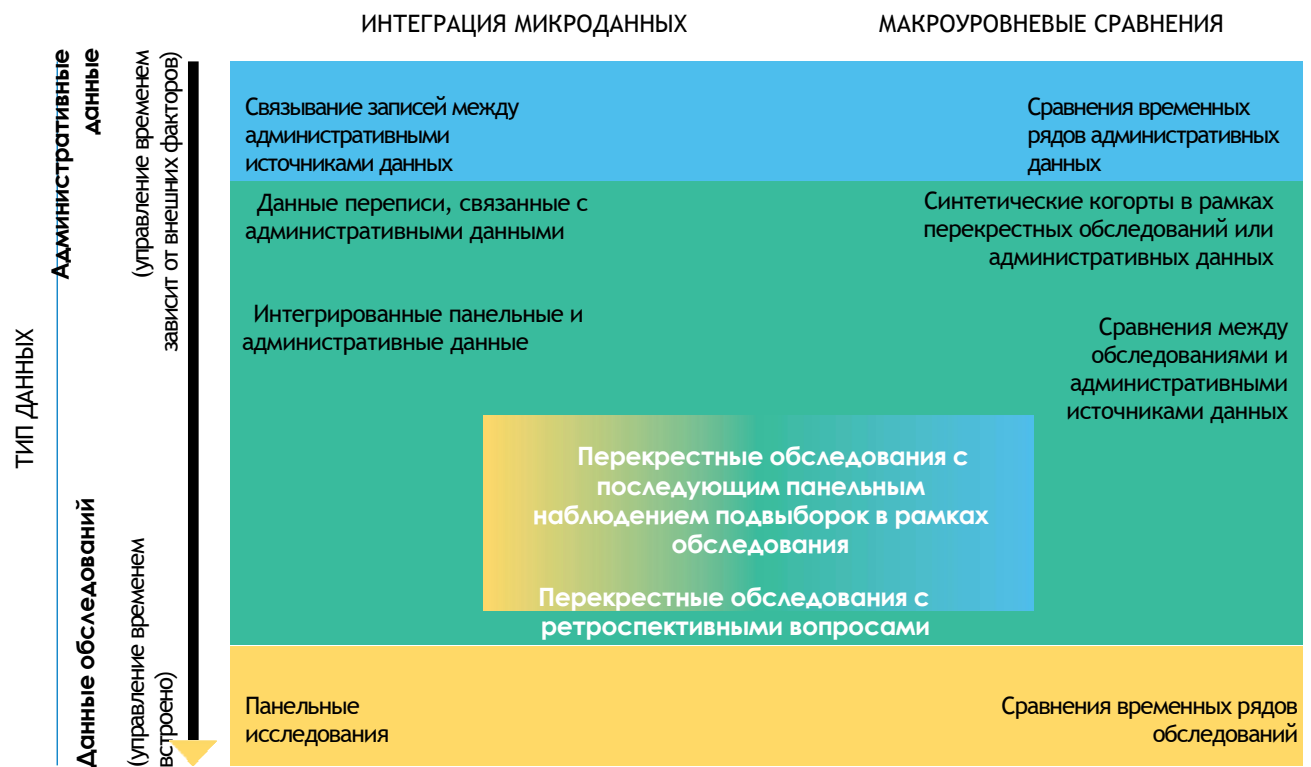 ИНТЕГРАЦИЯ МИКРОДАННЫХ
МАКРОУРОВНЕВЫЕ СРАВНЕНИЯ
ТИП ДАННЫХ
Административные
данные
(управление временем
зависит от внешних факторов)
Данные обследований
(управление временем
встроено)
Связывание записей между
административными
источниками данных
Сравнения временных
рядов административных
данных
Данные переписи, связанные с
административными данными
Синтетические когорты в рамках
перекрестных обследований или
административных данных
Интегрированные панельные и
административные данные
Сравнения между
обследованиями и
административными
источниками данных
Перекрестные обследования с
последующим панельным
наблюдением подвыборок в рамках
обследования
Перекрестные обследования с
ретроспективными вопросами
Панельные
исследования
Сравнения временных рядов
обследований